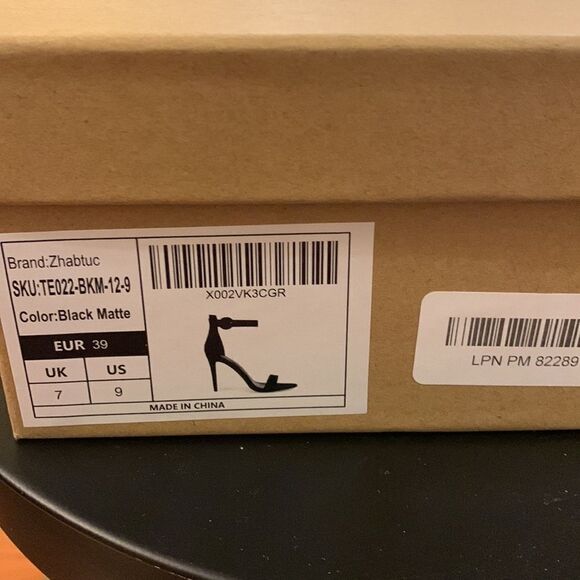 Brand:Zhabtuc
SKU:TE022-BKM-12-9
Color:Black Matte
EUR 39
UK US
7 9
X002VK3CGR
MADE IN CHINA
LPN PM 82289